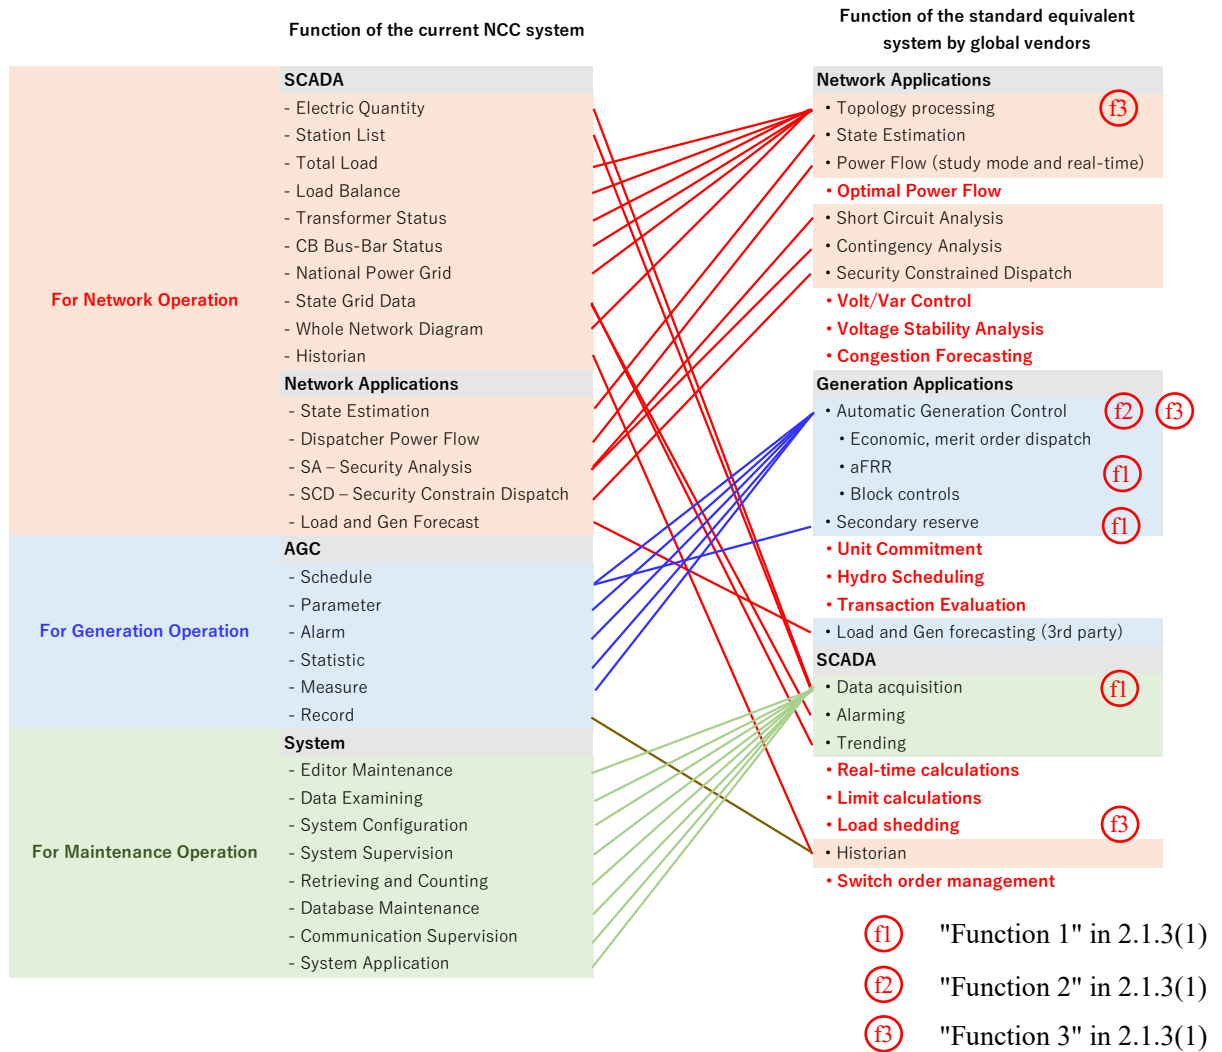 Function of the current NCC system
Function of the standard equivalent
system by global vendors
For Network Operation
SCADA
- Electric Quantity
- Station List
- Total Load
- Load Balance
- Transformer Status
- CB Bus-Bar Status
- National Power Grid
- State Grid Data
- Whole Network Diagram
- Historian
Network Applications
- State Estimation
- Dispatcher Power Flow
- SA – Security Analysis
- SCD – Security Constrain Dispatch
- Load and Gen Forecast
For Generation Operation
AGC
- Schedule
- Parameter
- Alarm
- Statistic
- Measure
- Record
For Maintenance Operation
System
- Editor Maintenance
- Data Examining
- System Configuration
- System Supervision
- Retrieving and Counting
- Database Maintenance
- Communication Supervision
- System Application
Network Applications
• Topology processing f3
• State Estimation
• Power Flow (study mode and real-time)
• Optimal Power Flow
• Short Circuit Analysis
• Contingency Analysis
• Security Constrained Dispatch
• Volt/Var Control
• Voltage Stability Analysis
• Congestion Forecasting
Generation Applications
• Automatic Generation Control f2 f3
• Economic, merit order dispatch
• aFRR f1
• Block controls
• Secondary reserve f1
• Unit Commitment
• Hydro Scheduling
• Transaction Evaluation
• Load and Gen forecasting (3rd party)
SCADA
• Data acquisition f1
• Alarming
• Trending
• Real-time calculations
• Limit calculations
• Load shedding f3
• Historian
• Switch order management
f1 "Function 1" in 2.1.3(1)
f2 "Function 2" in 2.1.3(1)
f3 "Function 3" in 2.1.3(1)